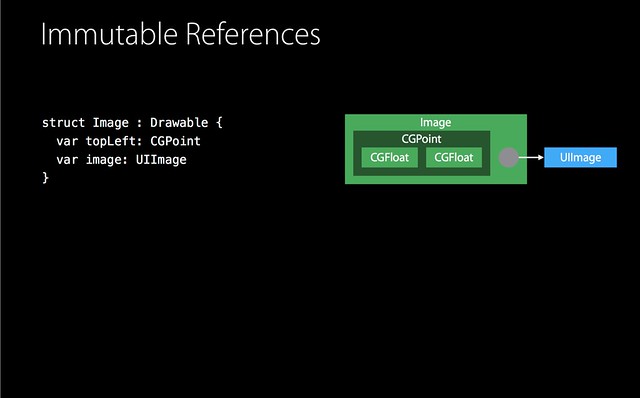 Immutable References
struct Image : Drawable {
  var topLeft: CGPoint
  var image: UIImage
}
Image
CGPoint
CGFloat CGFloat
UIImage